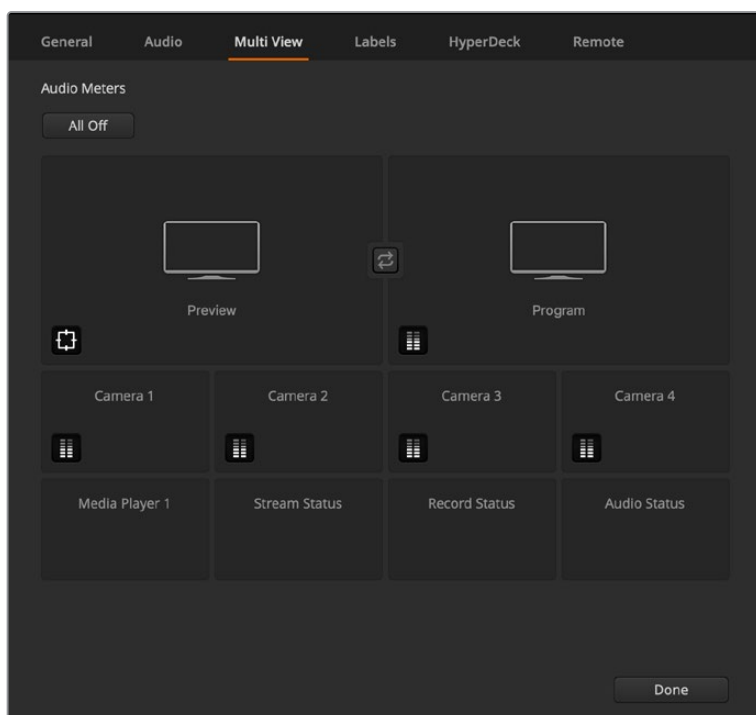 General Audio Multi View Labels HyperDeck Remote
Audio Meters
All Off
Preview Program
Camera 1 Camera 2 Camera 3 Camera 4
Media Player 1 Stream Status Record Status Audio Status
Done